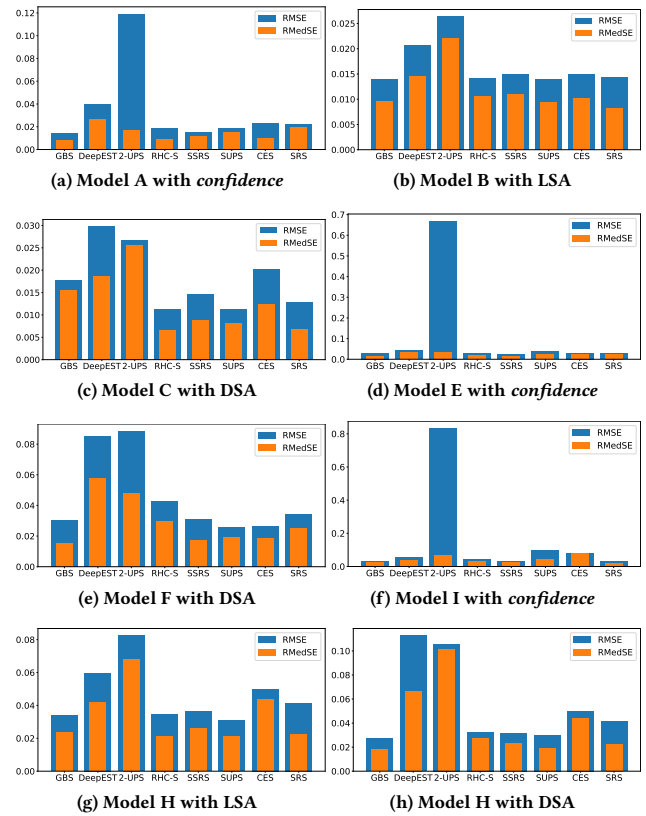 0.12
0.10
0.08
0.06
0.04
0.02
0.00
RMSE
RMedSE
GBS DeepEST 2-UPS RHC-S SSRS SUPS CES SRS
(a) Model A with confidence
0.025
0.020
0.015
0.010
0.005
0.000
RMSE
RMedSE
GBS DeepEST 2-UPS RHC-S SSRS SUPS CES SRS
(b) Model B with LSA
0.030
0.025
0.020
0.015
0.010
0.005
0.000
RMSE
RMedSE
GBS DeepEST 2-UPS RHC-S SSRS SUPS CES SRS
(c) Model C with DSA
0.7
0.6
0.5
0.4
0.3
0.2
0.1
0.0
RMSE
RMedSE
GBS DeepEST 2-UPS RHC-S SSRS SUPS CES SRS
(d) Model E with confidence
0.08
0.06
0.04
0.02
0.00
RMSE
RMedSE
GBS DeepEST 2-UPS RHC-S SSRS SUPS CES SRS
(e) Model F with DSA
0.8
0.6
0.4
0.2
0.0
RMSE
RMedSE
GBS DeepEST 2-UPS RHC-S SSRS SUPS CES SRS
(f) Model I with confidence
0.08
0.06
0.04
0.02
0.00
RMSE
RMedSE
GBS DeepEST 2-UPS RHC-S SSRS SUPS CES SRS
(g) Model H with LSA
0.10
0.08
0.06
0.04
0.02
0.00
RMSE
RMedSE
GBS DeepEST 2-UPS RHC-S SSRS SUPS CES SRS
(h) Model H with DSA